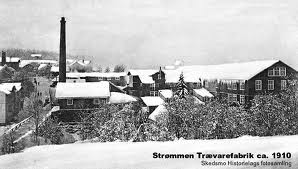 Strømmen Trævarefabrik ca. 1910
Skedsmo Historielags fotosamling